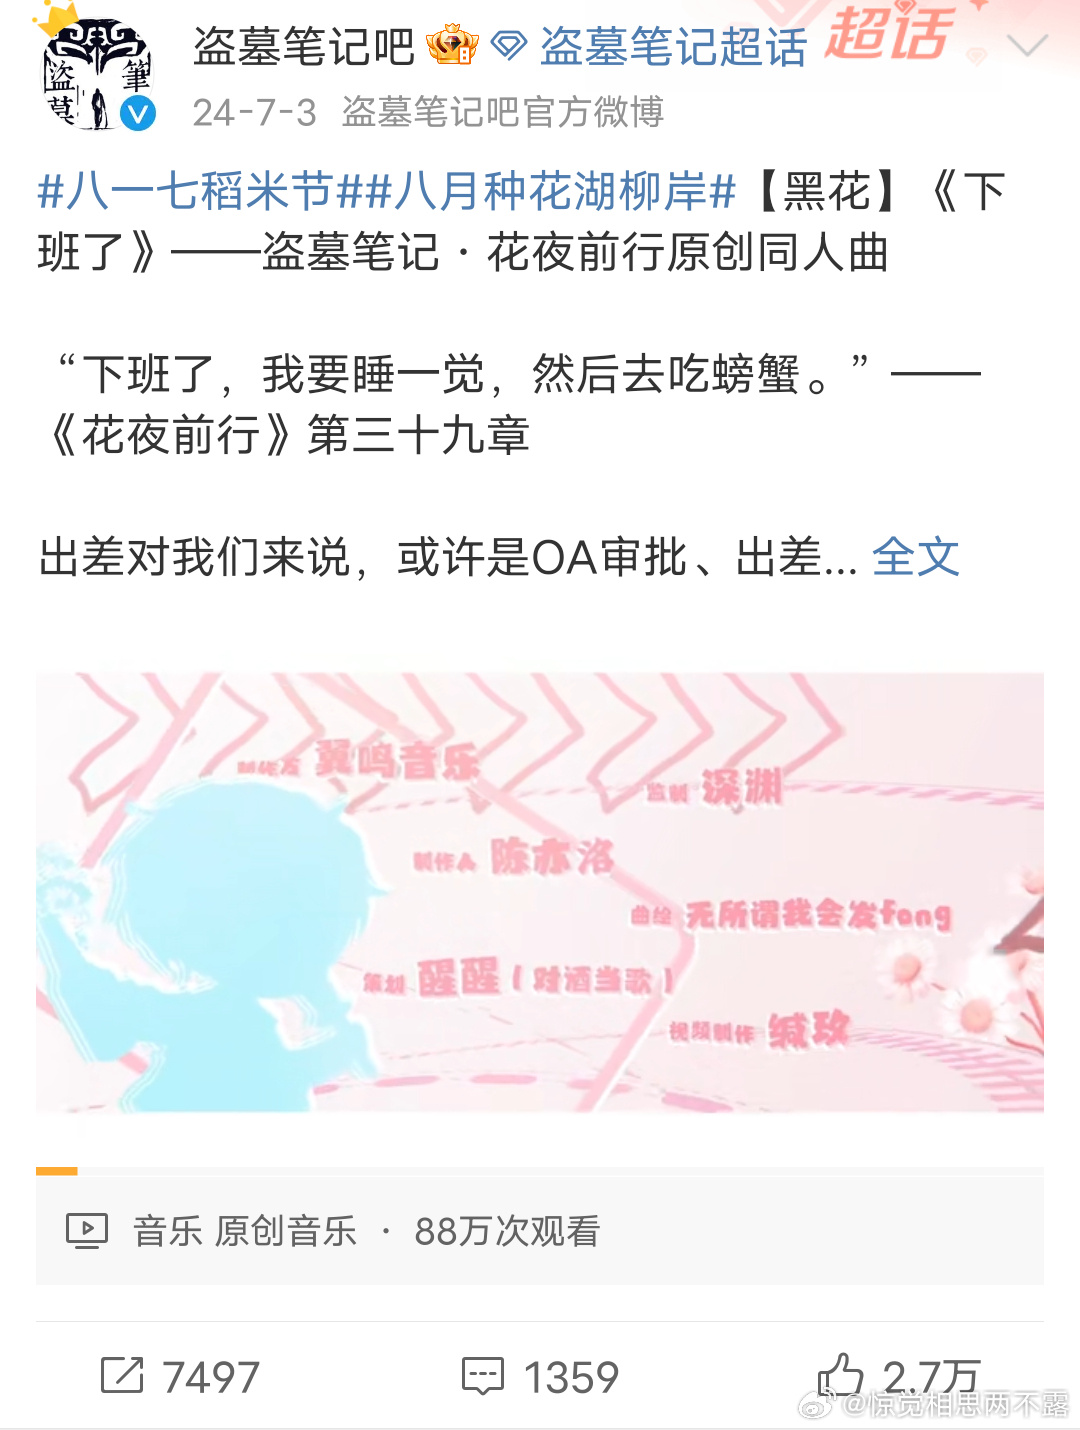 盗墓笔记吧 盗墓笔记超话 超话
盗墓 筆
24-7-3 盗墓笔记吧官方微博
#八一七稻米节##八月种花湖柳岸#【黑花】《下
班了》——盗墓笔记·花夜前行原创同人曲
“下班了，我要睡一觉，然后去吃螃蟹。”——
《花夜前行》第三十九章
出差对我们来说，或许是OA审批、出差... 全文
制作方 翼鸣音乐
监制 深渊
制作人 陈亦洺
曲绘 无所谓我会发fang
策划 醒醒（对酒当歌）
视频制作 缄玫
音乐 原创音乐 · 88万次观看
7497 1359 2.7万
@惊觉相思两不露